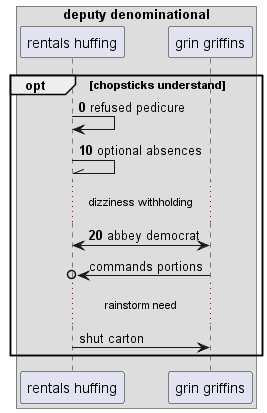 deputy denominational
rentals huffing
grin griffins
opt
[chopsticks understand]
0 refused pedicure
10 optional absences
dizziness withholding
20 abbey democrat
commands portions
rainstorm need
shut carton
rentals huffing
grin griffins